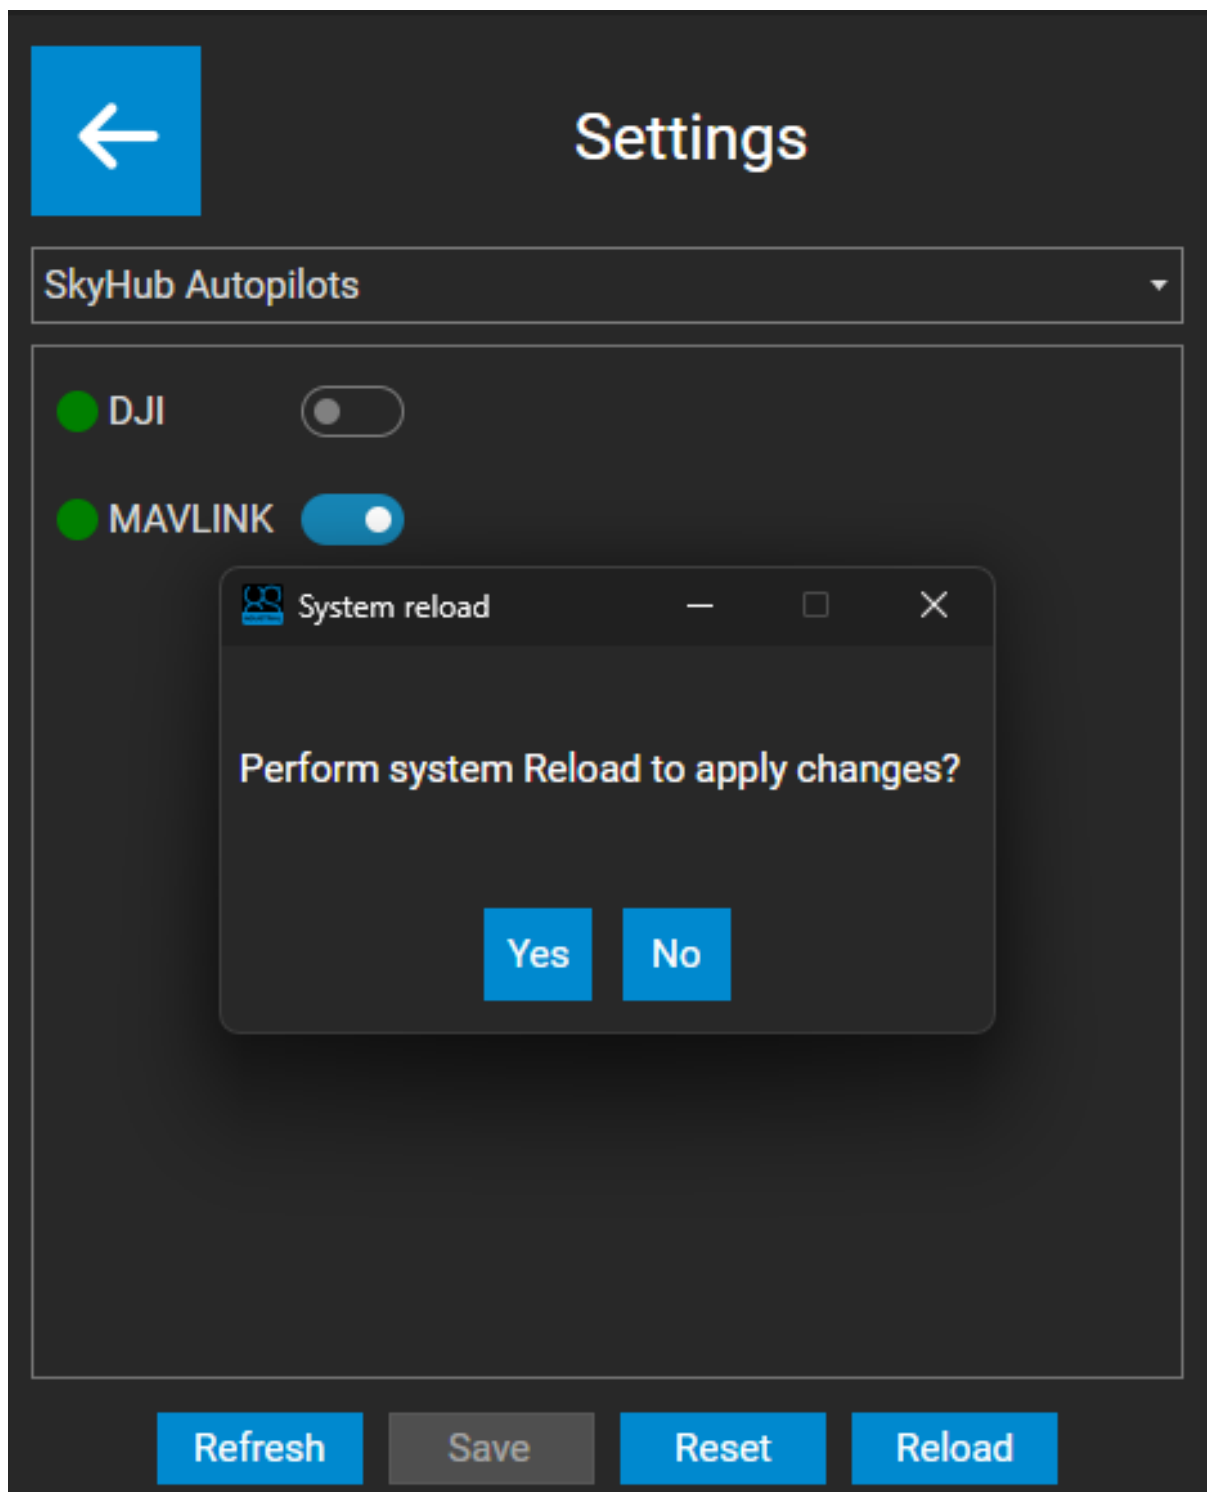 Settings
SkyHub Autopilots
DJI
MAVLINK
System reload
Perform system Reload to apply changes?
Yes No
Refresh Save Reset Reload